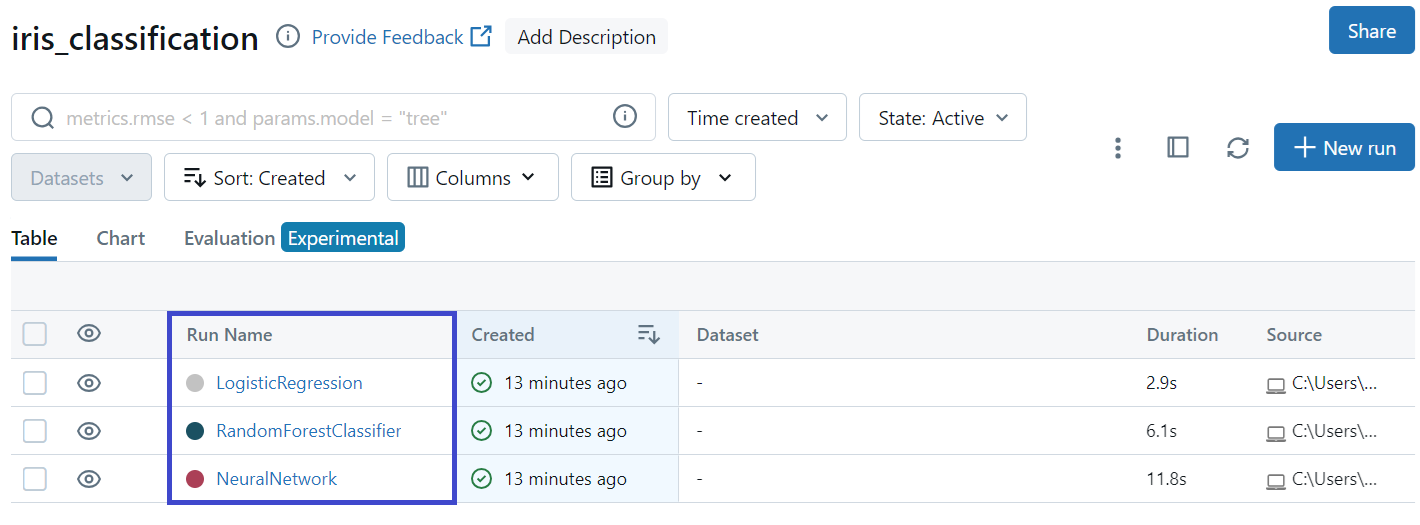 iris_classification Provide Feedback Add Description Share
metrics.rmse < 1 and params.model = "tree" Time created State: Active
New run
Datasets Sort: Created Columns Group by
Table Chart Evaluation Experimental
Run Name Created Dataset Duration Source
LogisticRegression 13 minutes ago - 2.9s C:\Users\...
RandomForestClassifier 13 minutes ago - 6.1s C:\Users\...
NeuralNetwork 13 minutes ago - 11.8s C:\Users\...